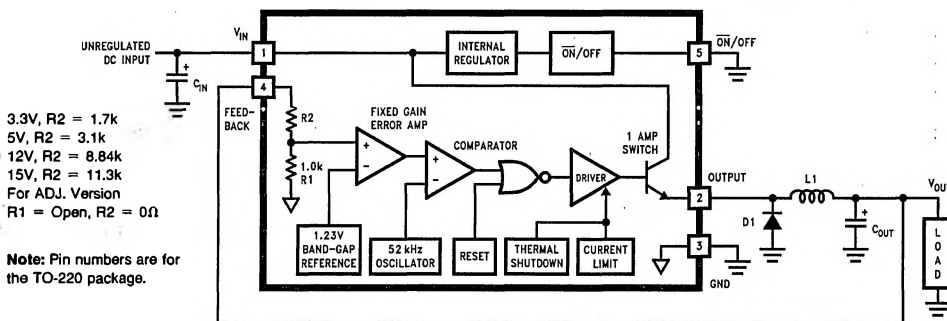 UNREGULATED
DC INPUT
V_IN
1
+
C_IN
4
FEED-
BACK
INTERNAL
REGULATOR
ON/OFF
5
ON/OFF
R2
1.0k
R1
FIXED GAIN
ERROR AMP
+
-
COMPARATOR
+
-
DRIVER
1 AMP
SWITCH
OUTPUT
2
L1
D1
+
C_OUT
V_OUT
LOAD
3
GND
1.23V
BAND-GAP
REFERENCE
52 kHz
OSCILLATOR
RESET
THERMAL
SHUTDOWN
CURRENT
LIMIT
3.3V, R2 = 1.7k
5V, R2 = 3.1k
12V, R2 = 8.84k
15V, R2 = 11.3k
For ADJ. Version
R1 = Open, R2 = 0Ω
Note: Pin numbers are for
the TO-220 package.